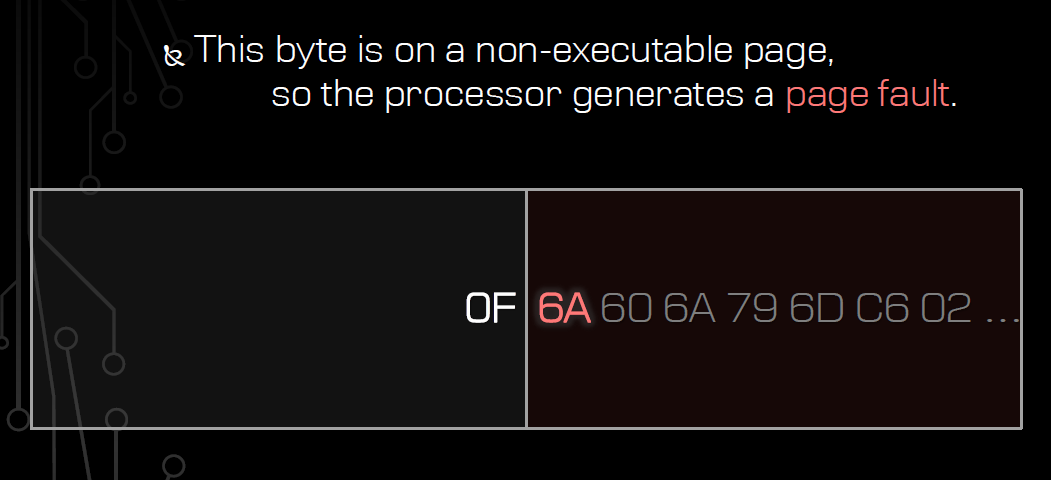 This byte is on a non-executable page,
so the processor generates a page fault.
0F 6A 60 6A 79 6D C6 02 ...